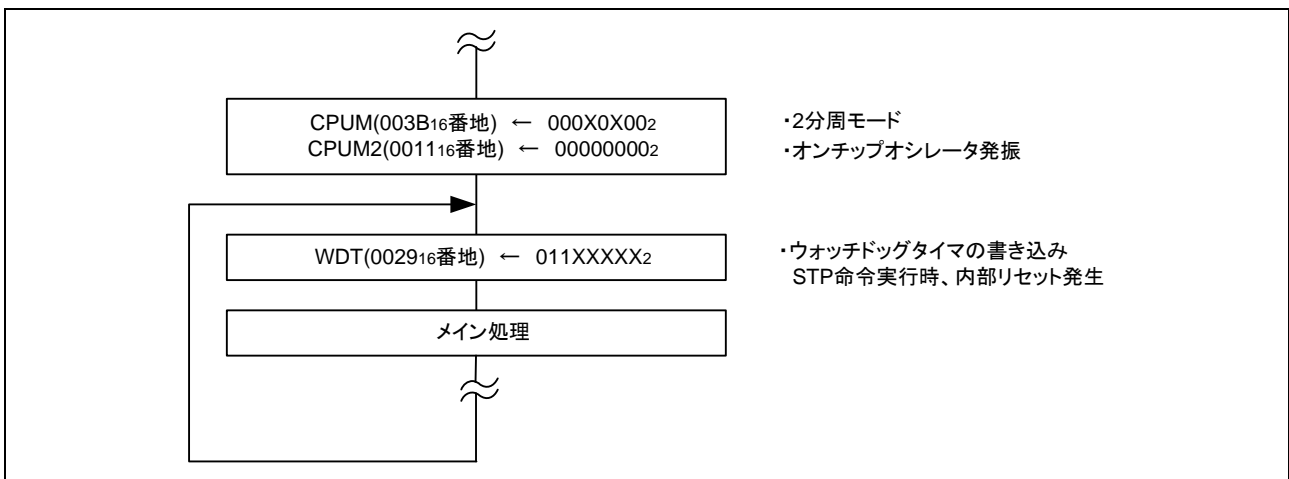 CPUM(003B16番地) ← 000X0X002
CPUM2(001116番地) ← 000000002
・2分周モード
・オンチップオシレータ発振
WDT(002916番地) ← 011XXXXX2
・ウォッチドッグタイマの書き込み
STP命令実行時、内部リセット発生
メイン処理